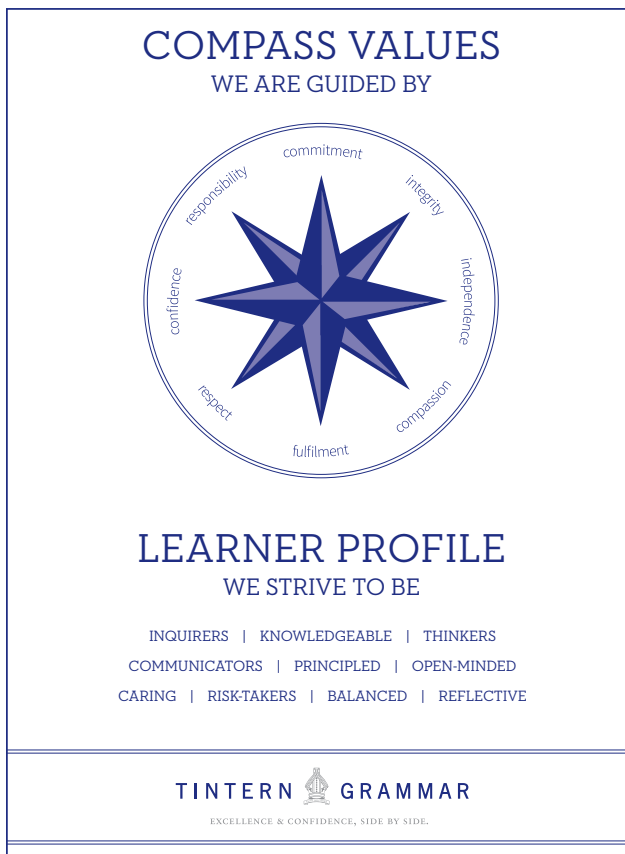 COMPASS VALUES
WE ARE GUIDED BY
commitment
integrity
independence
compassion
fulfilment
respect
confidence
responsibility
LEARNER PROFILE
WE STRIVE TO BE
INQUIRERS | KNOWLEDGEABLE | THINKERS
COMMUNICATORS | PRINCIPLED | OPEN-MINDED
CARING | RISK-TAKERS | BALANCED | REFLECTIVE
TINTERN GRAMMAR
EXCELLENCE & CONFIDENCE, SIDE BY SIDE.